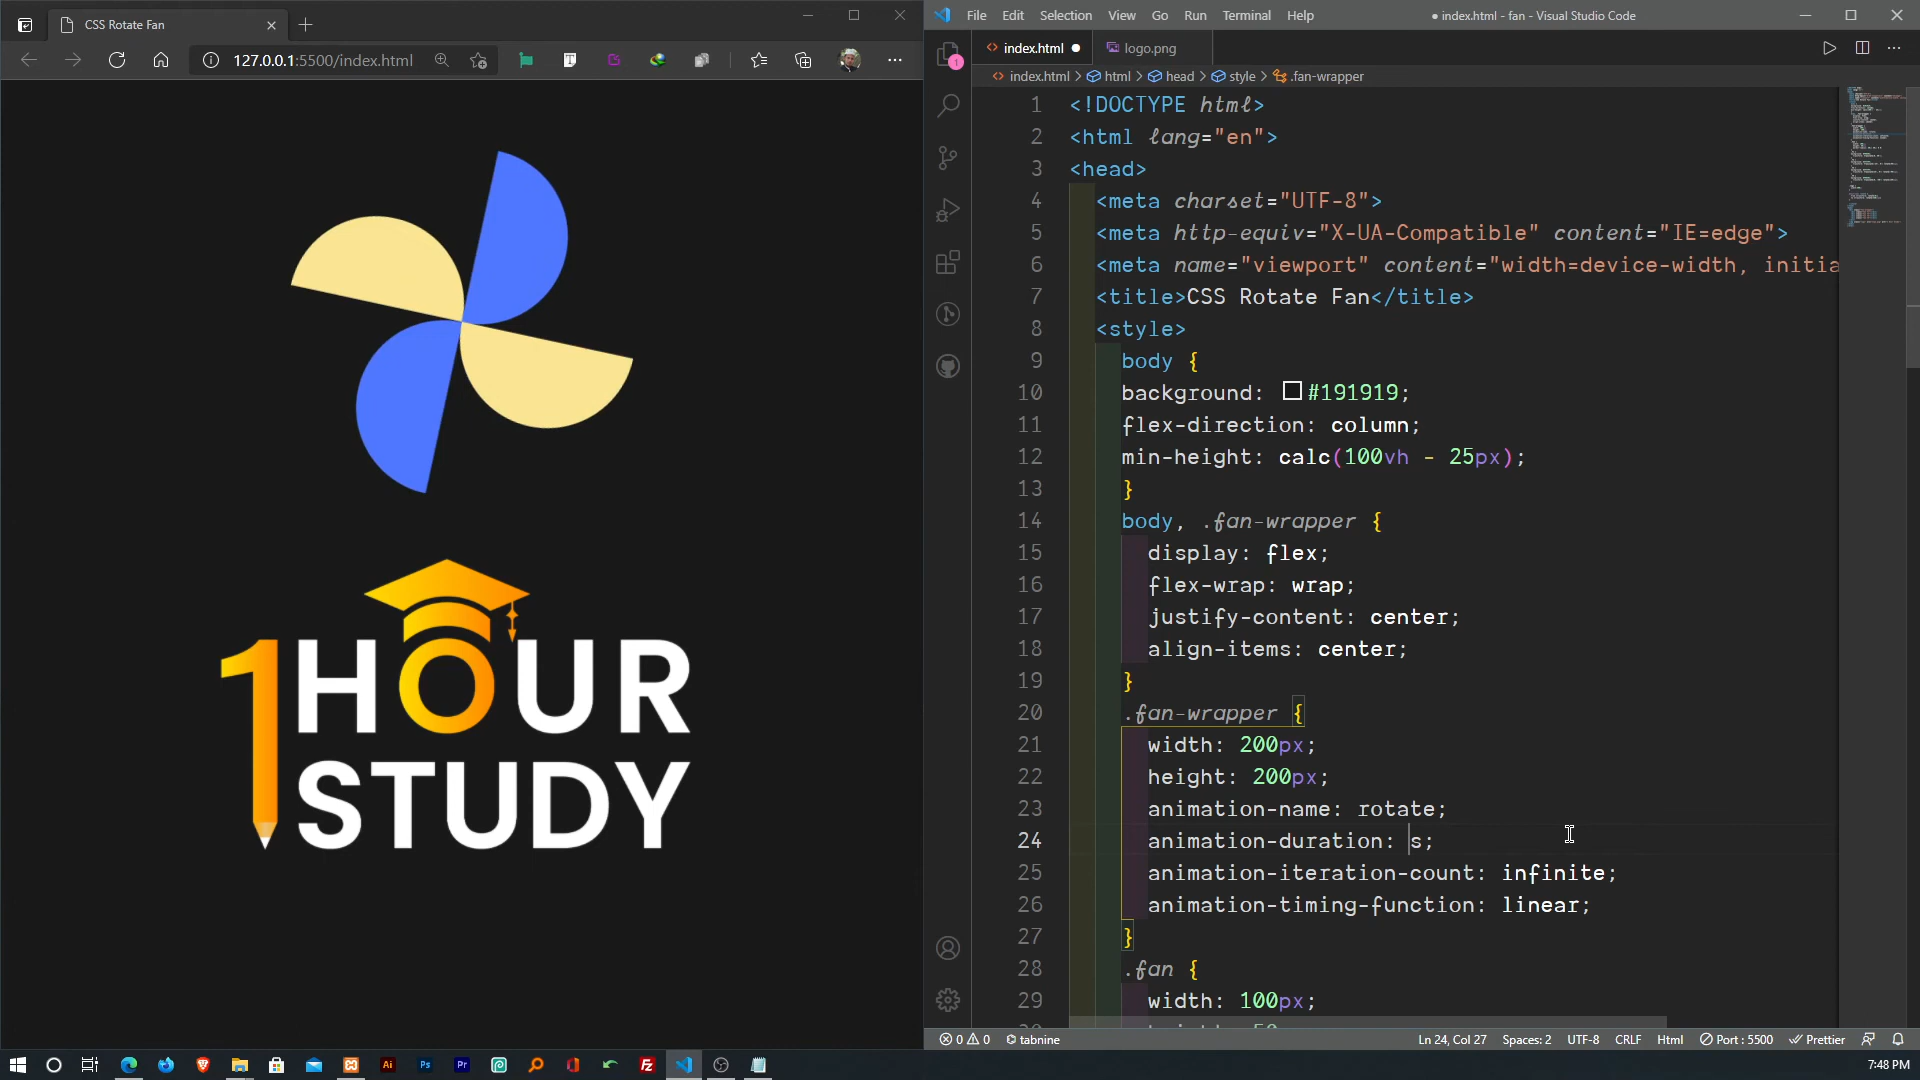 CSS Rotate Fan
127.0.0.1:5500/index.html
1HOUR
STUDY
File Edit Selection View Go Run Terminal Help
● index.html - fan - Visual Studio Code
index.html ●
logo.png
index.html > html > head > style > .fan-wrapper
1 <!DOCTYPE html>
2 <html lang="en">
3 <head>
4 <meta charset="UTF-8">
5 <meta http-equiv="X-UA-Compatible" content="IE=edge">
6 <meta name="viewport" content="width=device-width, initia
7 <title>CSS Rotate Fan</title>
8 <style>
9 body {
10 background: #191919;
11 flex-direction: column;
12 min-height: calc(100vh - 25px);
13 }
14 body, .fan-wrapper {
15 display: flex;
16 flex-wrap: wrap;
17 justify-content: center;
18 align-items: center;
19 }
20 .fan-wrapper {
21 width: 200px;
22 height: 200px;
23 animation-name: rotate;
24 animation-duration: s;
25 animation-iteration-count: infinite;
26 animation-timing-function: linear;
27 }
28 .fan {
29 width: 100px;
1
0 0 tabnine
Ln 24, Col 27 Spaces: 2 UTF-8 CRLF Html Port : 5500 Prettier
Ai Ps Pr Fz
7:48 PM